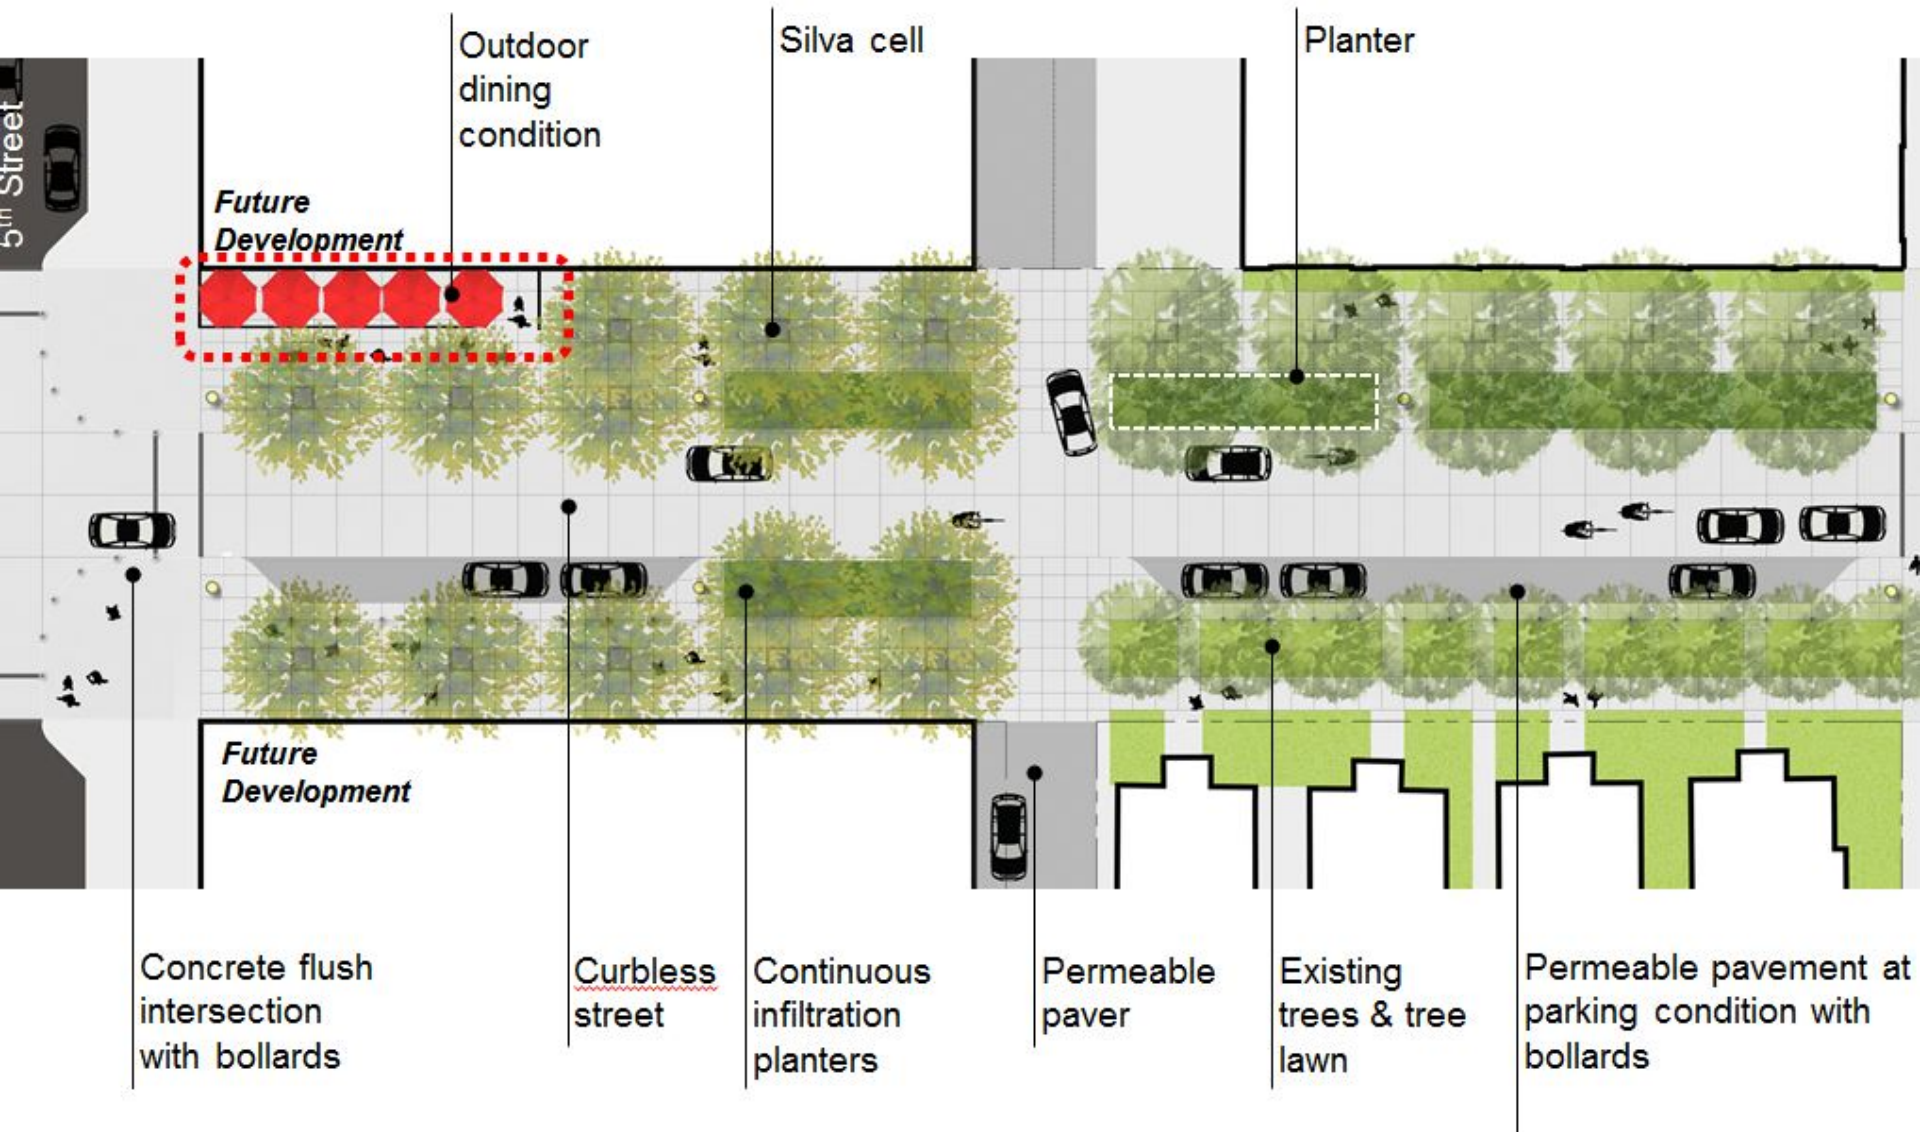 Outdoor
dining
condition
Silva cell
Planter
5th Street
Future
Development
Future
Development
Concrete flush
intersection
with bollards
Curbless
street
Continuous
infiltration
planters
Permeable
paver
Existing
trees & tree
lawn
Permeable pavement at
parking condition with
bollards